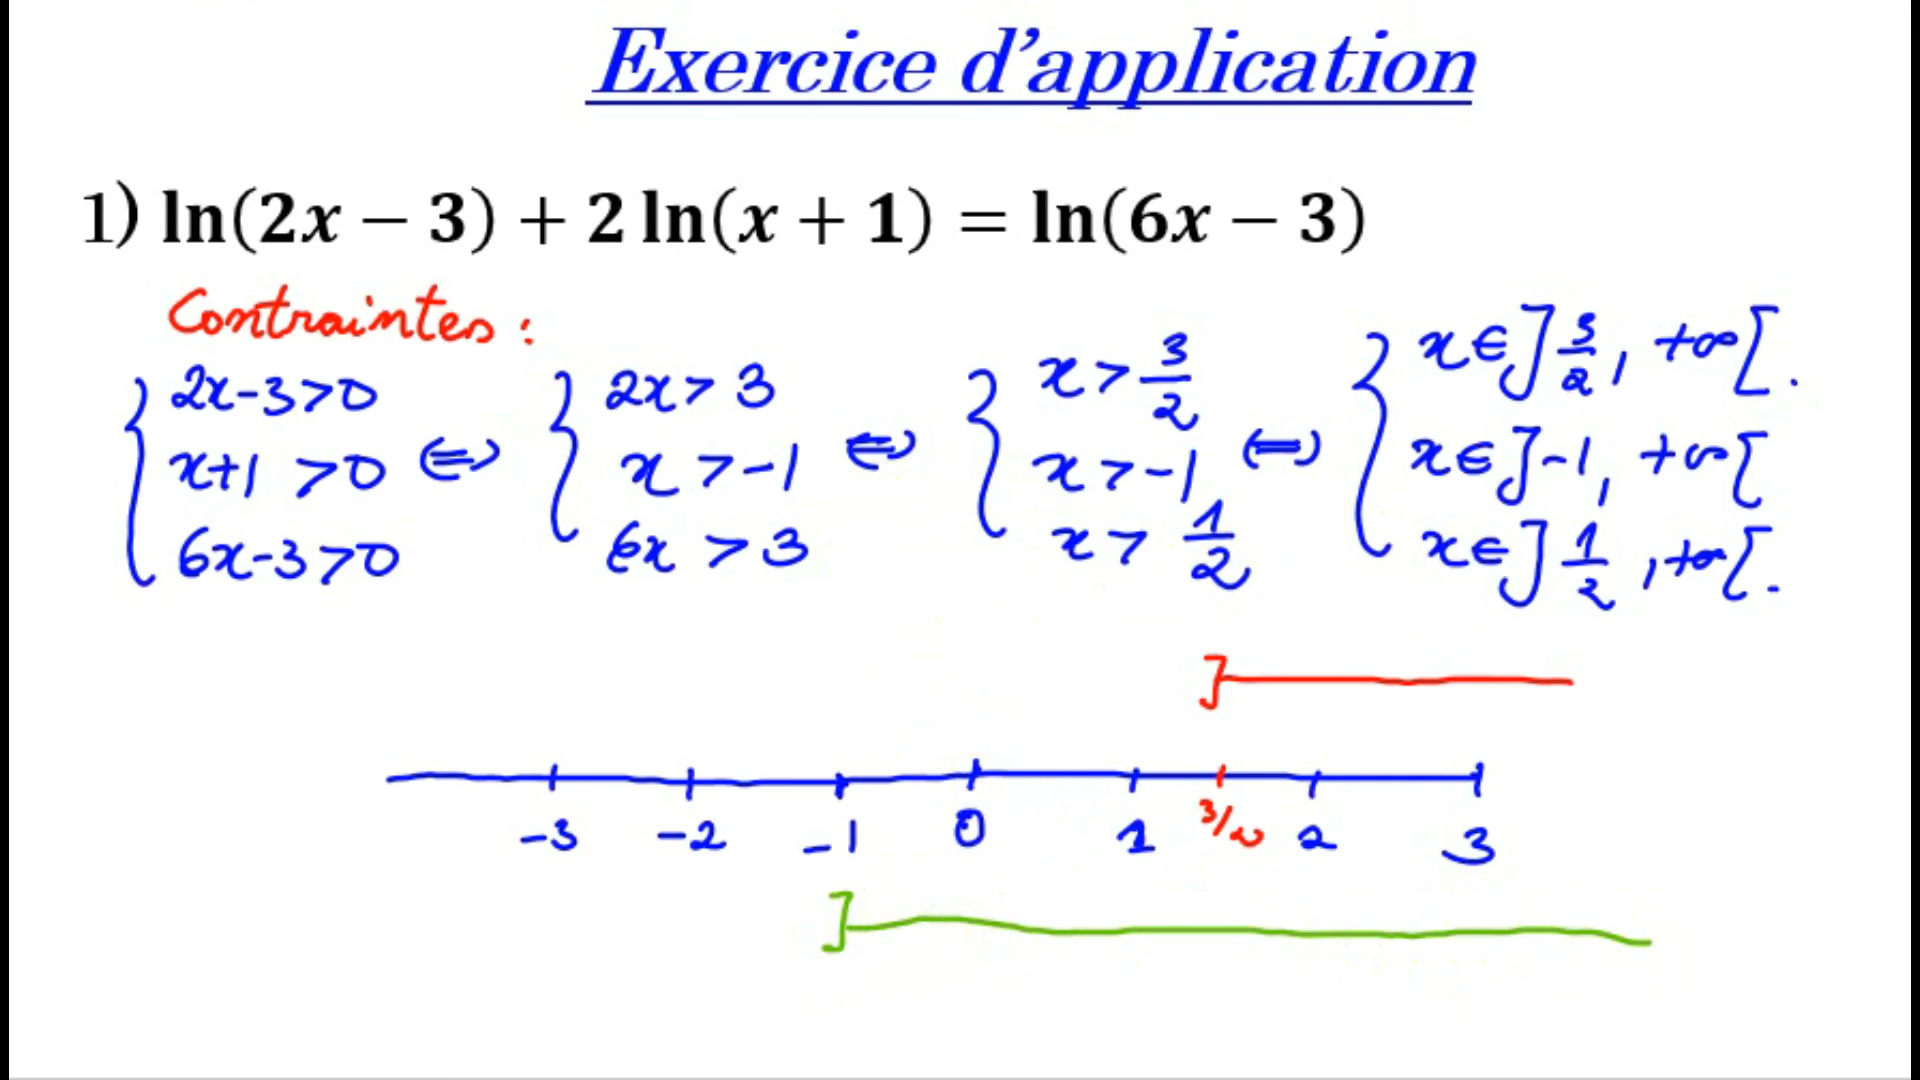 Exercice d'application
1) ln(2x − 3) + 2 ln(x + 1) = ln(6x − 3)
Contraintes :
{ 2x-3>0 ⇔ { 2x > 3 ⇔ { x > 3/2 ⇔ { x ∈ ]3/2, +∞[.
x+1 >0 x > -1 x > -1 x ∈ ]-1, +∞[
6x-3>0 6x > 3 x > 1/2 x ∈ ]1/2, +∞[.
]
-3 -2 -1 0 1 3/2 2 3
]